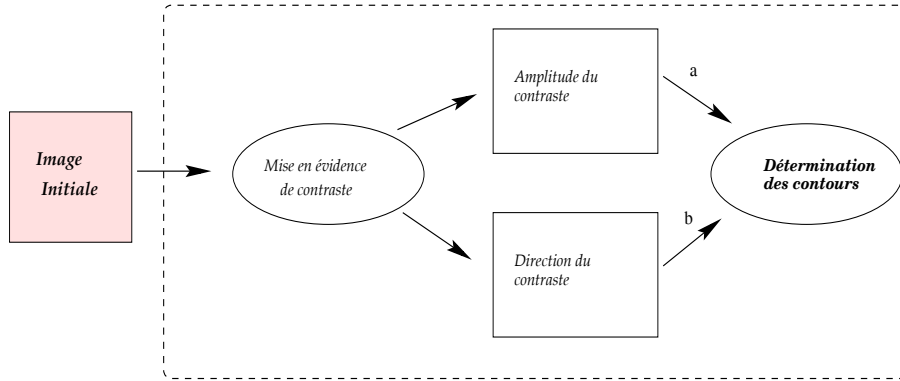 Image
Initiale
Mise en évidence
de contraste
Amplitude du
contraste
a
Direction du
contraste
b
Détermination
des contours